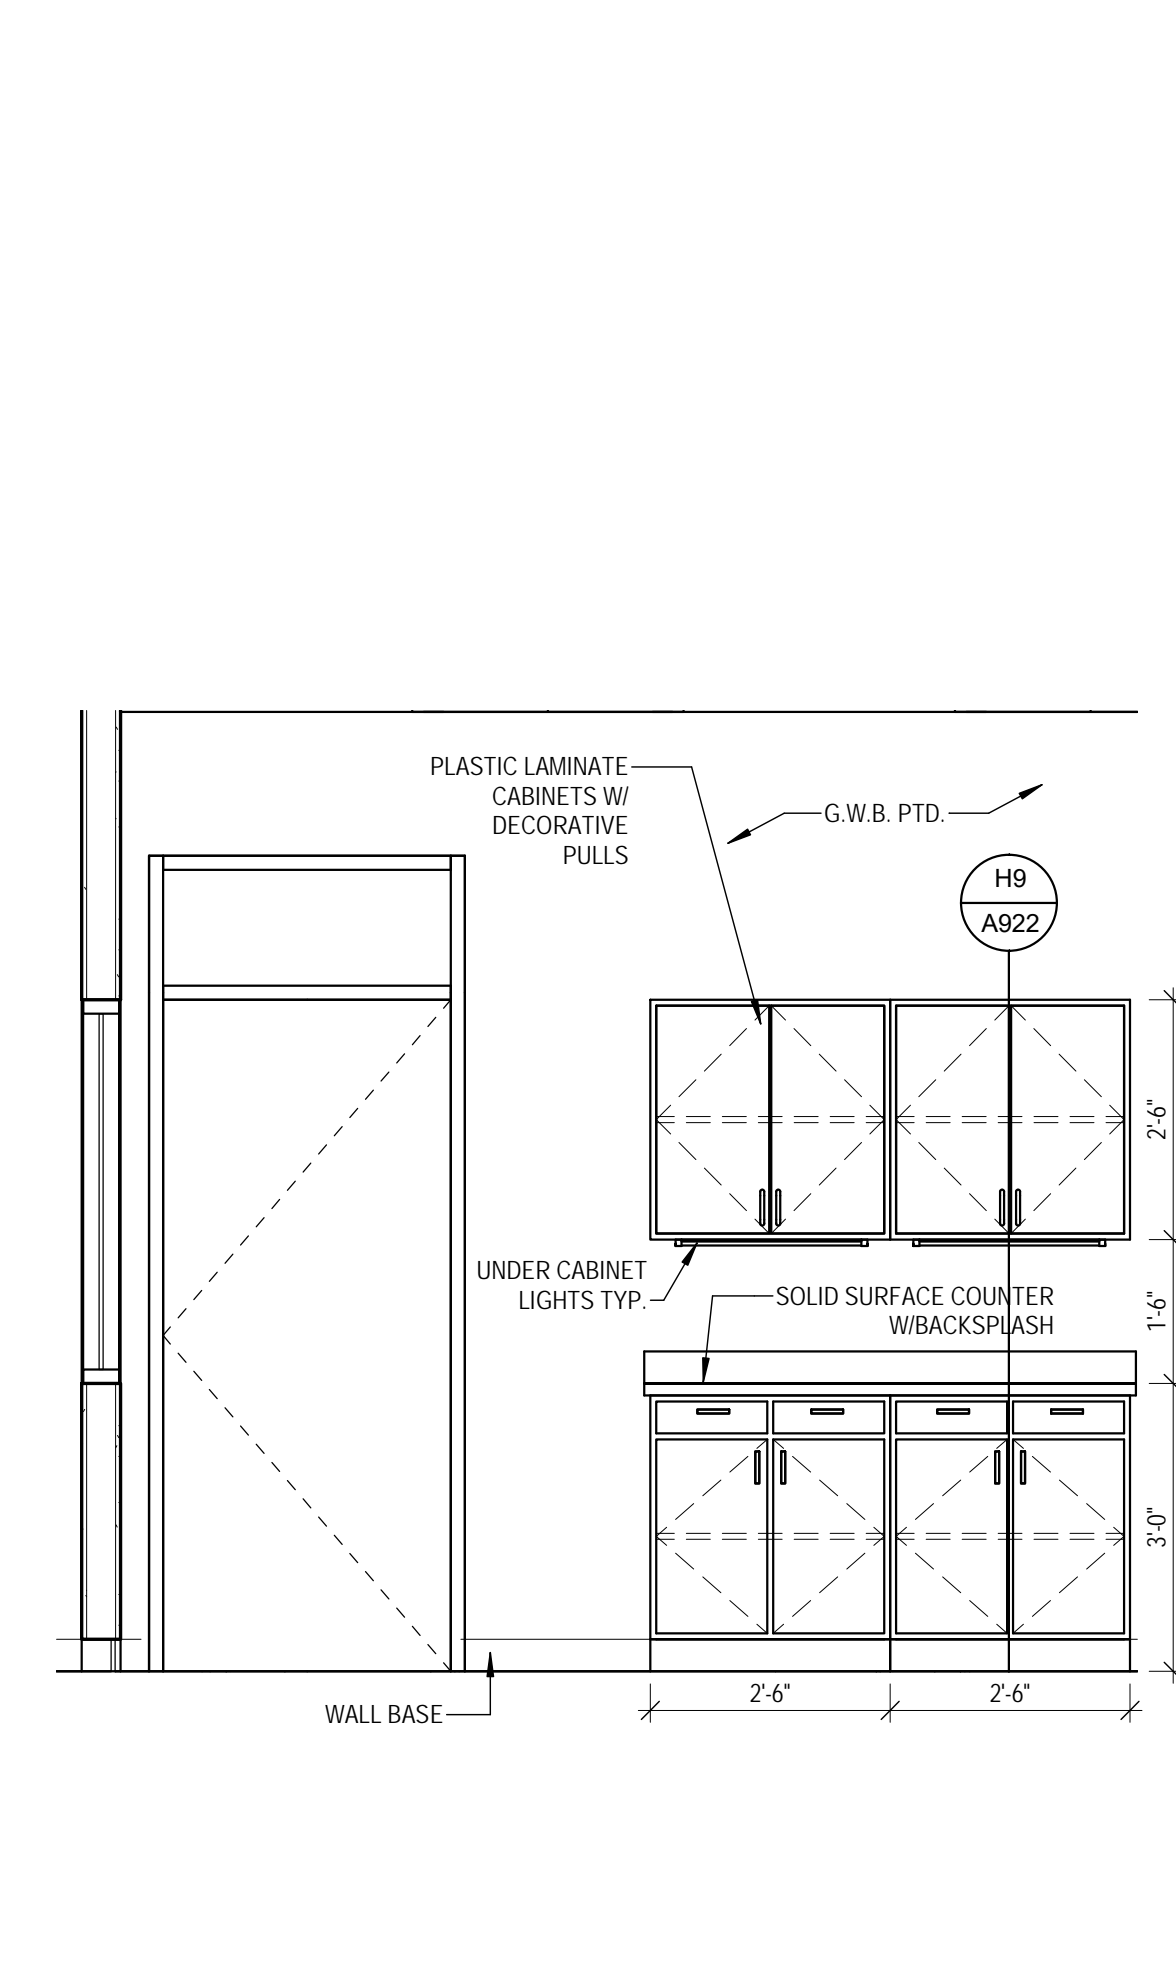 PLASTIC LAMINATE
CABINETS W/
DECORATIVE
PULLS
G.W.B. PTD.
H9
A922
2'-6"
UNDER CABINET
LIGHTS TYP.
SOLID SURFACE COUNTER
W/BACKSPLASH
1'-6"
3'-0"
2'-6"
2'-6"
WALL BASE